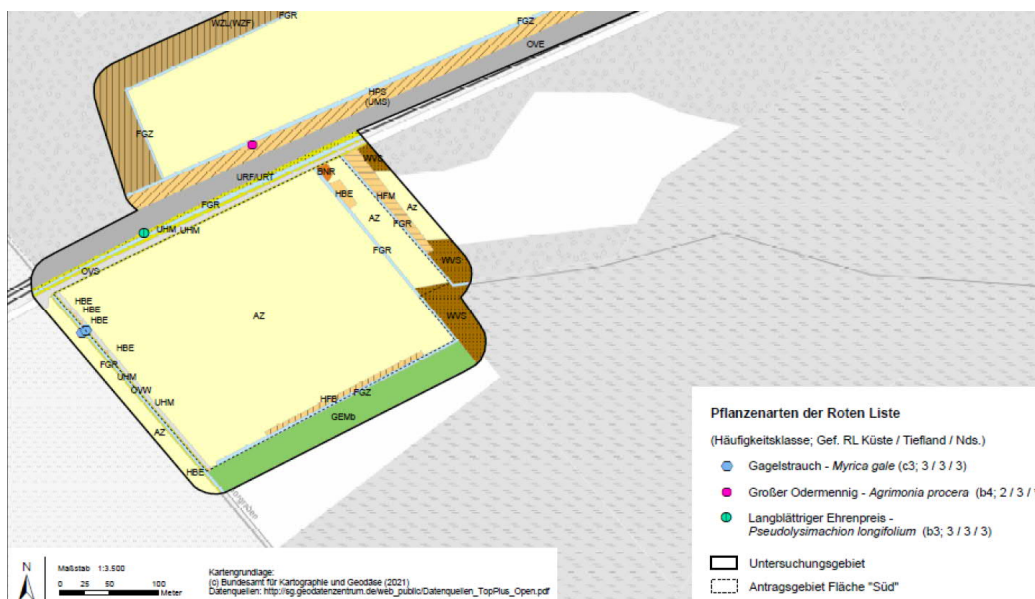 FGR
WZL(WZF)
FGZ
OVE
HPS
(UMS)
FGZ
WVS
BNR
URF/URT
HBE
HFM
Az
AZ
FGR
FGR
UHM
UHM
FGR
OVS
WVS
HBE
HBE
HBE
AZ
WVS
HBE
FGR
UHM
OVW
UHM
FGZ
HFB
GEMb
AZ
HBE
Pflanzenarten der Roten Liste
(Häufigkeitsklasse; Gef. RL Küste / Tiefland / Nds.)
Gagelstrauch - Myrica gale (c3; 3 / 3 / 3)
Großer Odermennig - Agrimonia procera (b4; 2 / 3 /
Langblättriger Ehrenpreis -
Pseudolysimachion longifolium (b3; 3 / 3 / 3)
Untersuchungsgebiet
Antragsgebiet Fläche "Süd"
N
Maßstab 1:3.500
0 25 50 100
Meter
Kartengrundlage:
(c) Bundesamt für Kartographie und Geodäse (2021)
Datenquellen: http://sg.geodatenzentrum.de/web_public/Datenquellen_TopPlus_Open.pdf